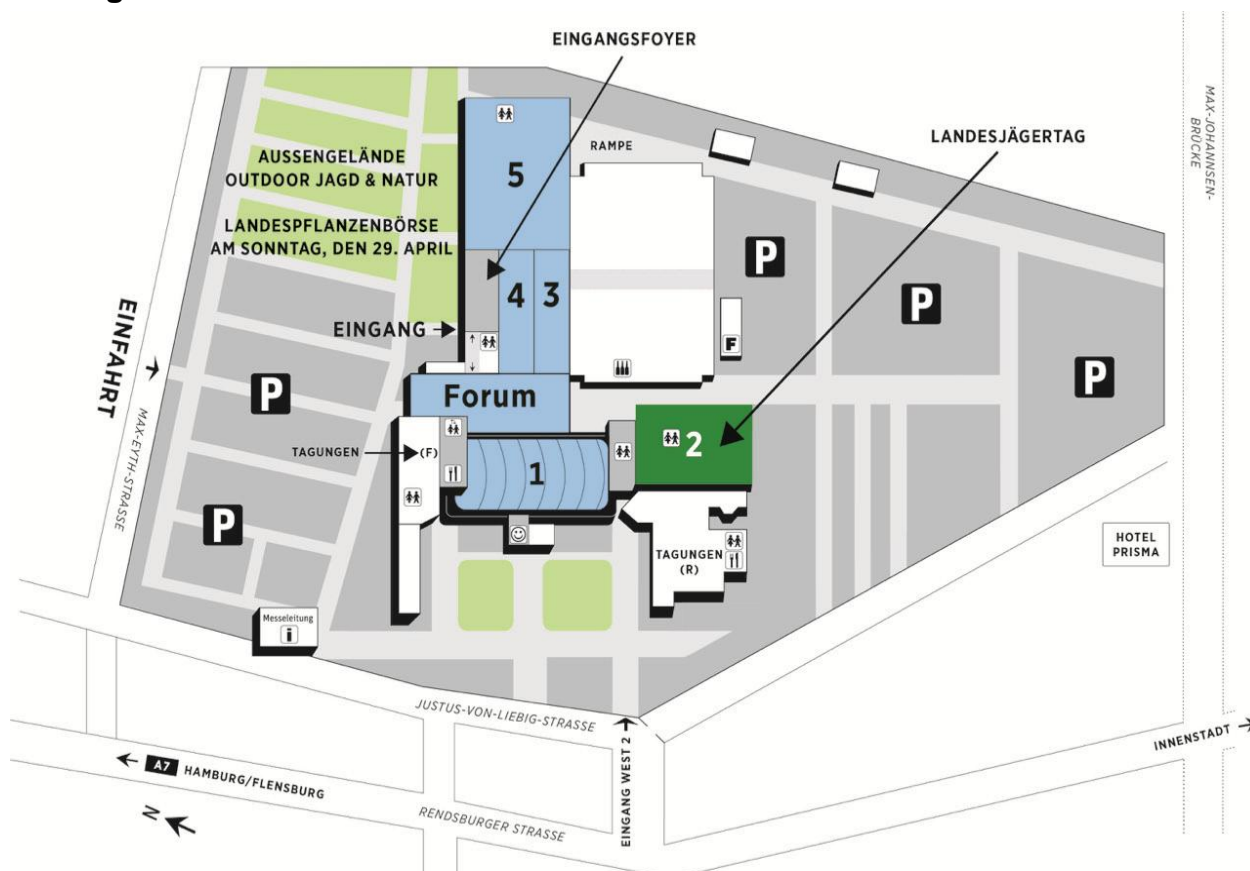 EINGANGSFOYER
LANDESJÄGERTAG
MAX-JOHANNSEN-
BRÜCKE
RAMPE
AUSSENGELÄNDE
OUTDOOR JAGD & NATUR
LANDESPFLANZENBÖRSE
AM SONNTAG, DEN 29. APRIL
5
4
3
P
P
P
F
EINGANG
EINFAHRT
MAX-EYTH-STRASSE
P
Forum
TAGUNGEN
(F)
1
2
P
TAGUNGEN
(R)
HOTEL
PRISMA
Messeleitung
i
JUSTUS-VON-LIEBIG-STRASSE
EINGANG WEST 2
INNENSTADT
A7 HAMBURG/FLENSBURG
RENDSBURGER STRASSE
N